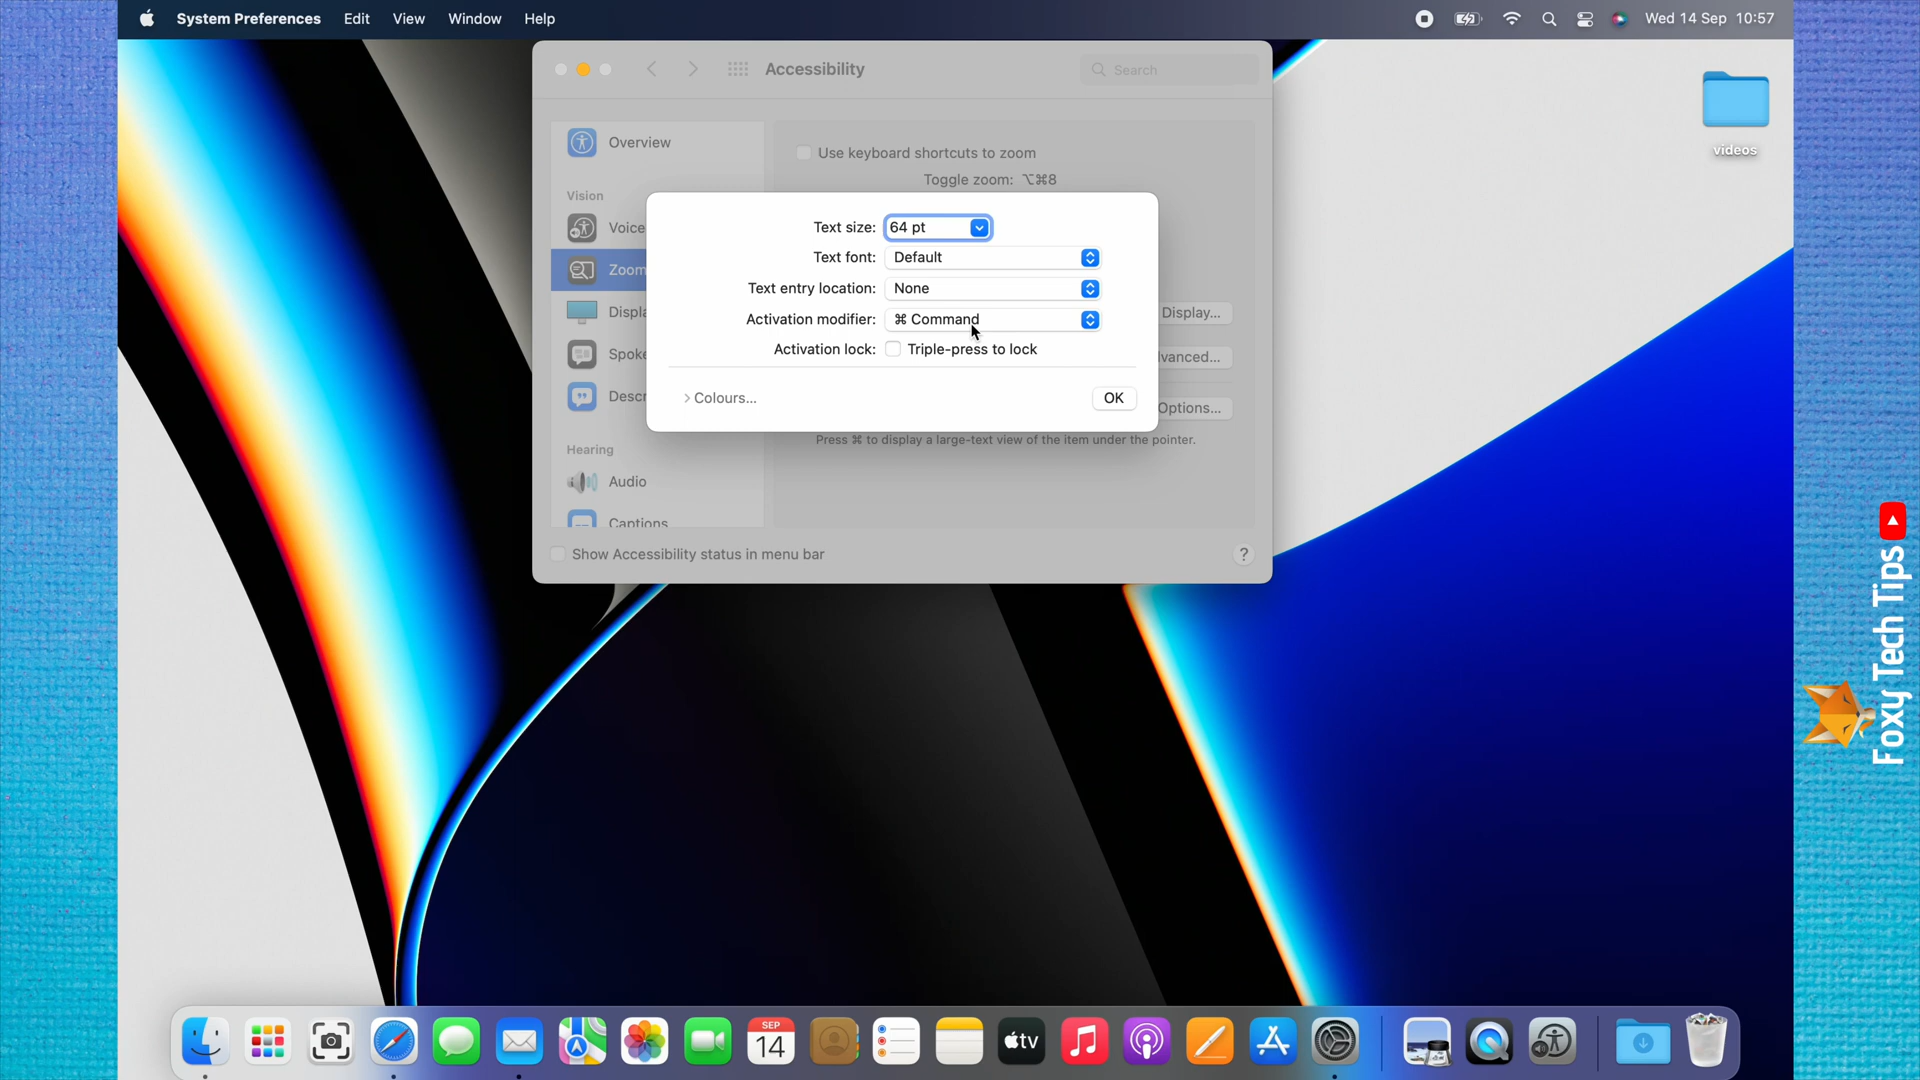 System Preferences Edit View Window Help
Wed 14 Sep 10:57
Accessibility
Search
videos
Overview
Use keyboard shortcuts to zoom
Toggle zoom: ⌥⌘8
Vision
Voice
Zoom
Text size: 64 pt
Text font: Default
Text entry location: None
Activation modifier: ⌘ Command
Activation lock: Triple-press to lock
> Colours...
OK
Displ
Display...
Spoke
vanced...
Descr
Options...
Press ⌘ to display a large-text view of the item under the pointer.
Hearing
Audio
Captions
Show Accessibility status in menu bar
?
Foxy Tech Tips
SEP
14
tv